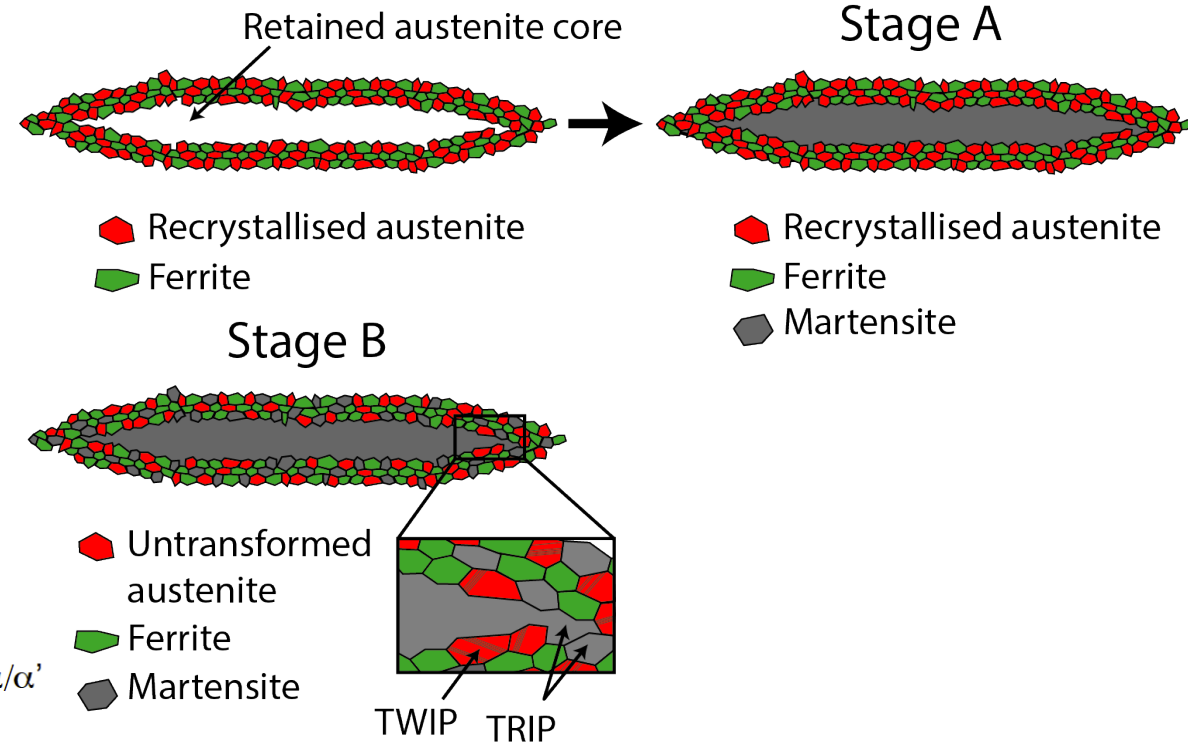 Retained austenite core
Stage A
Recrystallised austenite
Ferrite
Recrystallised austenite
Ferrite
Martensite
Stage B
Untransformed
austenite
Ferrite
Martensite
/α’
TWIP
TRIP